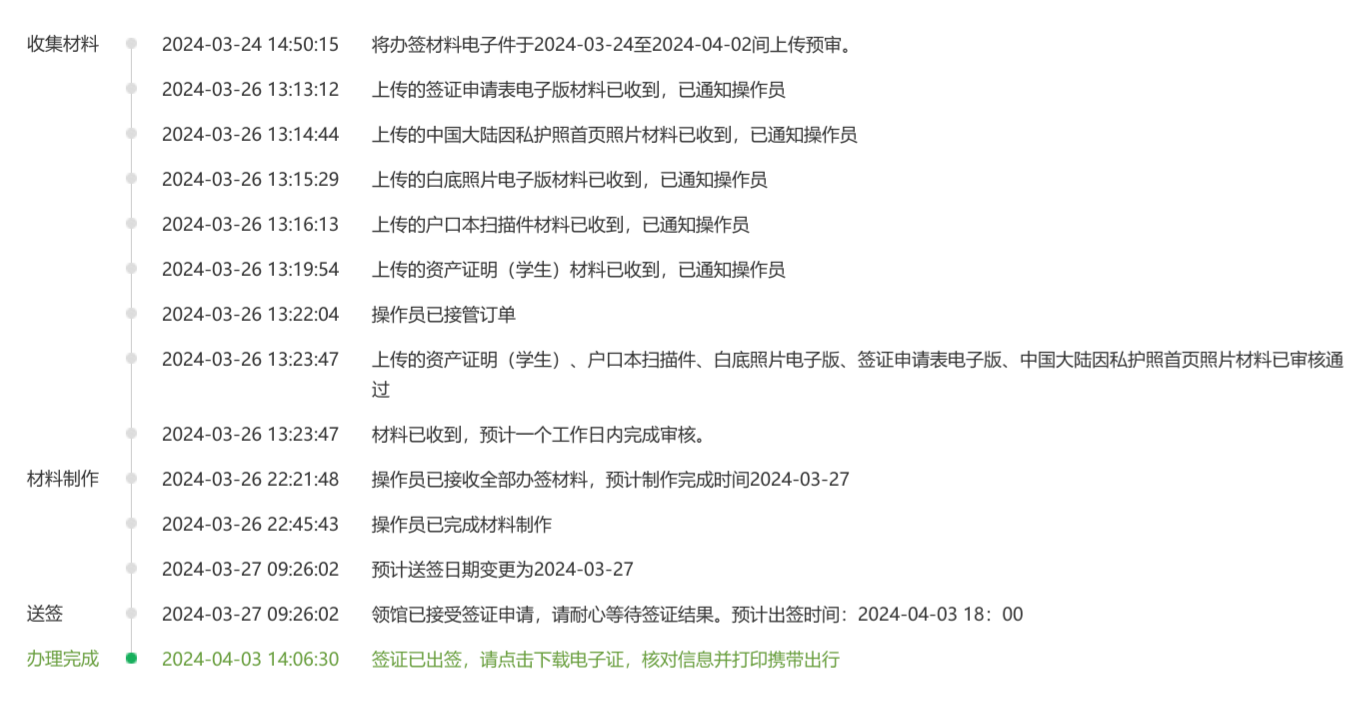 收集材料 2024-03-24 14:50:15 将办签材料电子件于2024-03-24至2024-04-02间上传预审。
2024-03-26 13:13:12 上传的签证申请表电子版材料已收到，已通知操作员
2024-03-26 13:14:44 上传的中国大陆因私护照首页照片材料已收到，已通知操作员
2024-03-26 13:15:29 上传的白底照片电子版材料已收到，已通知操作员
2024-03-26 13:16:13 上传的户口本扫描件材料已收到，已通知操作员
2024-03-26 13:19:54 上传的资产证明（学生）材料已收到，已通知操作员
2024-03-26 13:22:04 操作员已接管订单
2024-03-26 13:23:47 上传的资产证明（学生）、户口本扫描件、白底照片电子版、签证申请表电子版、中国大陆因私护照首页照片材料已审核通
过
2024-03-26 13:23:47 材料已收到，预计一个工作日内完成审核。
材料制作 2024-03-26 22:21:48 操作员已接收全部办签材料，预计制作完成时间2024-03-27
2024-03-26 22:45:43 操作员已完成材料制作
2024-03-27 09:26:02 预计送签日期变更为2024-03-27
送签 2024-03-27 09:26:02 领馆已接受签证申请，请耐心等待签证结果。预计出签时间：2024-04-03 18：00
办理完成 2024-04-03 14:06:30 签证已出签，请点击下载电子证，核对信息并打印携带出行